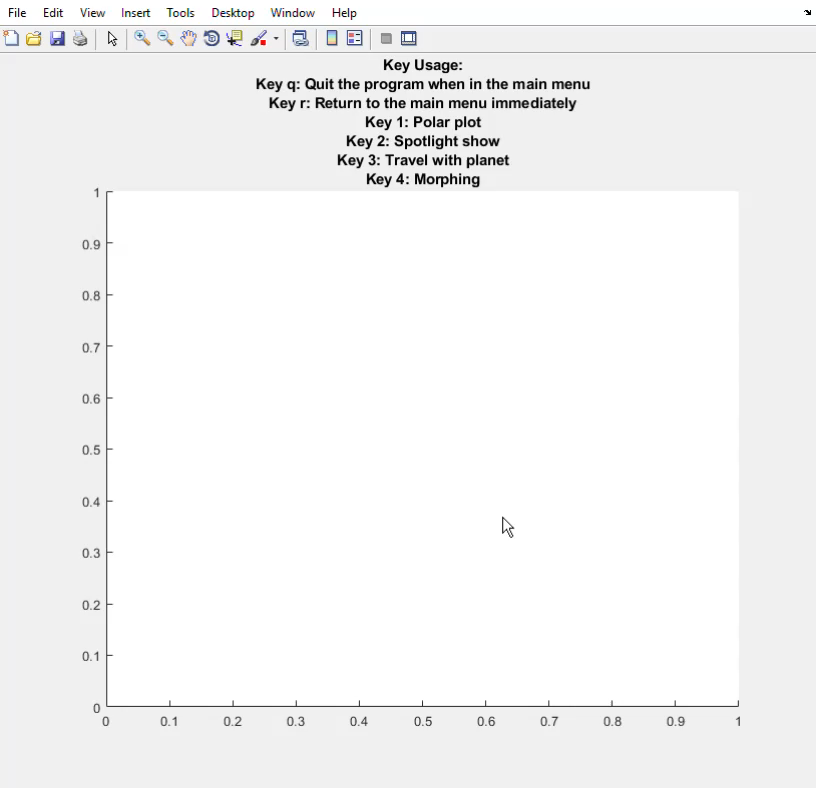 File Edit View Insert Tools Desktop Window Help
Key Usage:
Key q: Quit the program when in the main menu
Key r: Return to the main menu immediately
Key 1: Polar plot
Key 2: Spotlight show
Key 3: Travel with planet
Key 4: Morphing
1
0.9
0.8
0.7
0.6
0.5
0.4
0.3
0.2
0.1
0
0 0.1 0.2 0.3 0.4 0.5 0.6 0.7 0.8 0.9 1